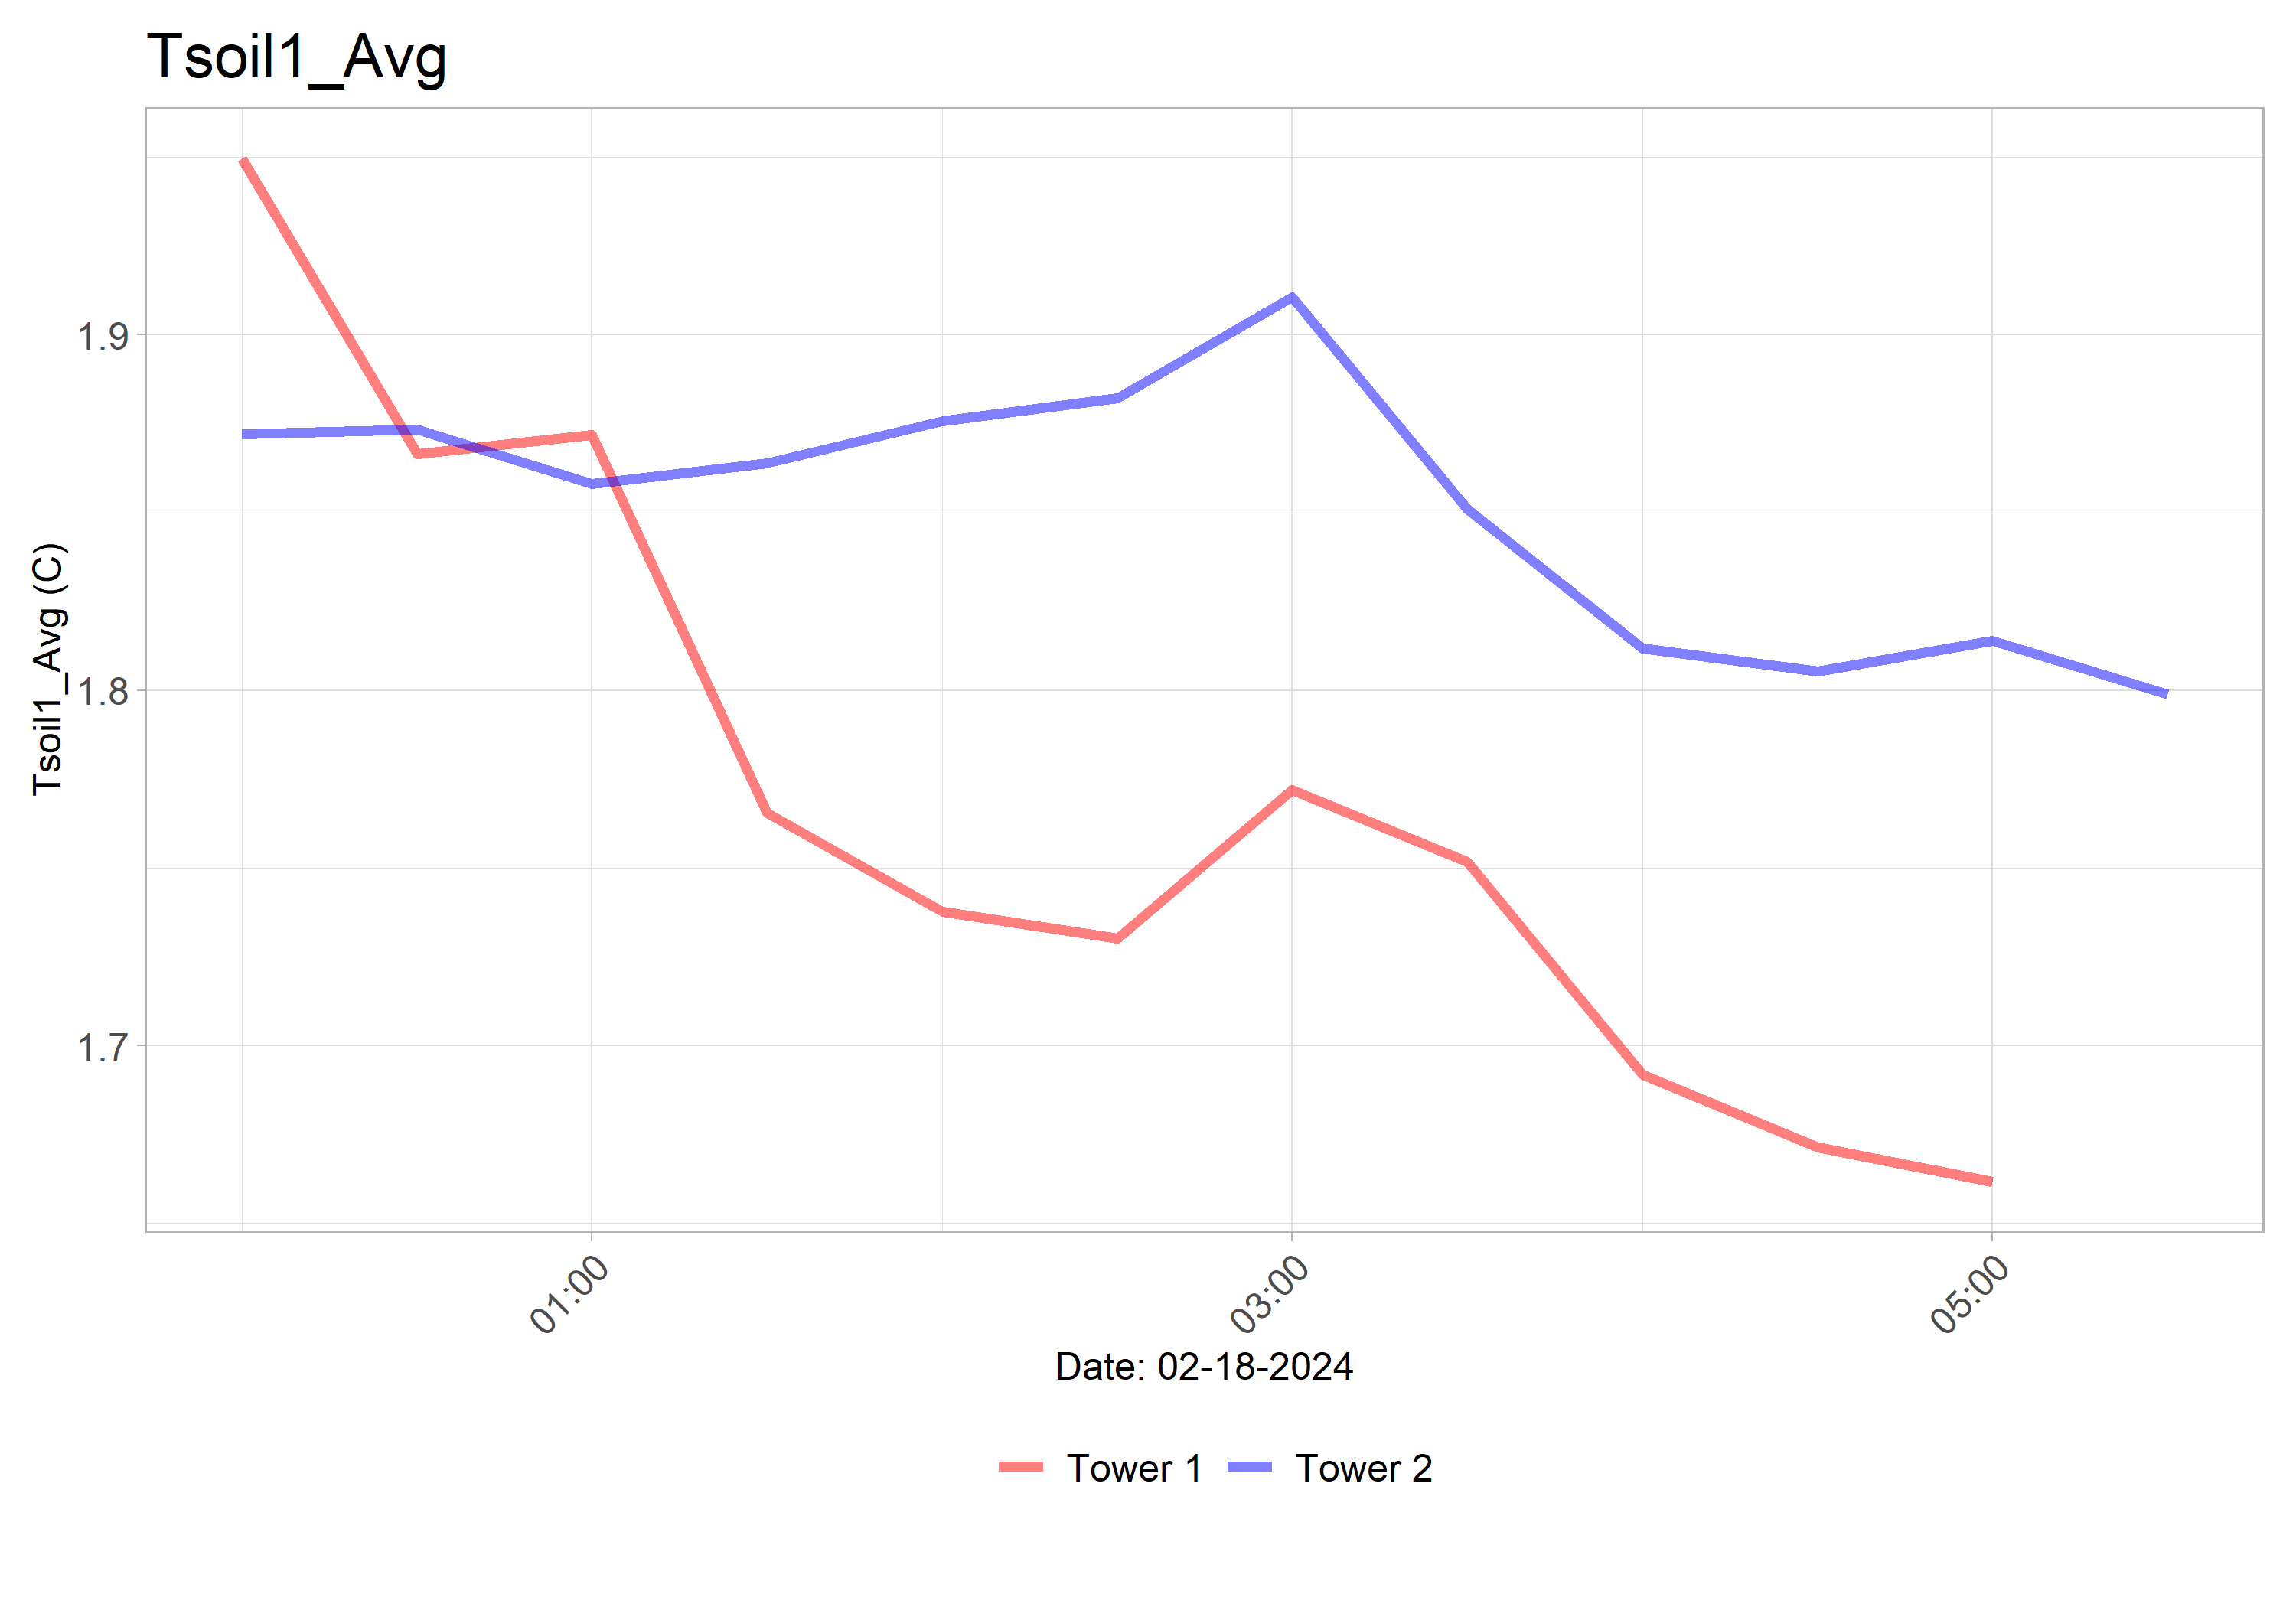 Tsoil1_Avg
Tsoil1_Avg (C)
1.9
1.8
1.7
01:00
03:00
05:00
Date: 02-18-2024
Tower 1
Tower 2